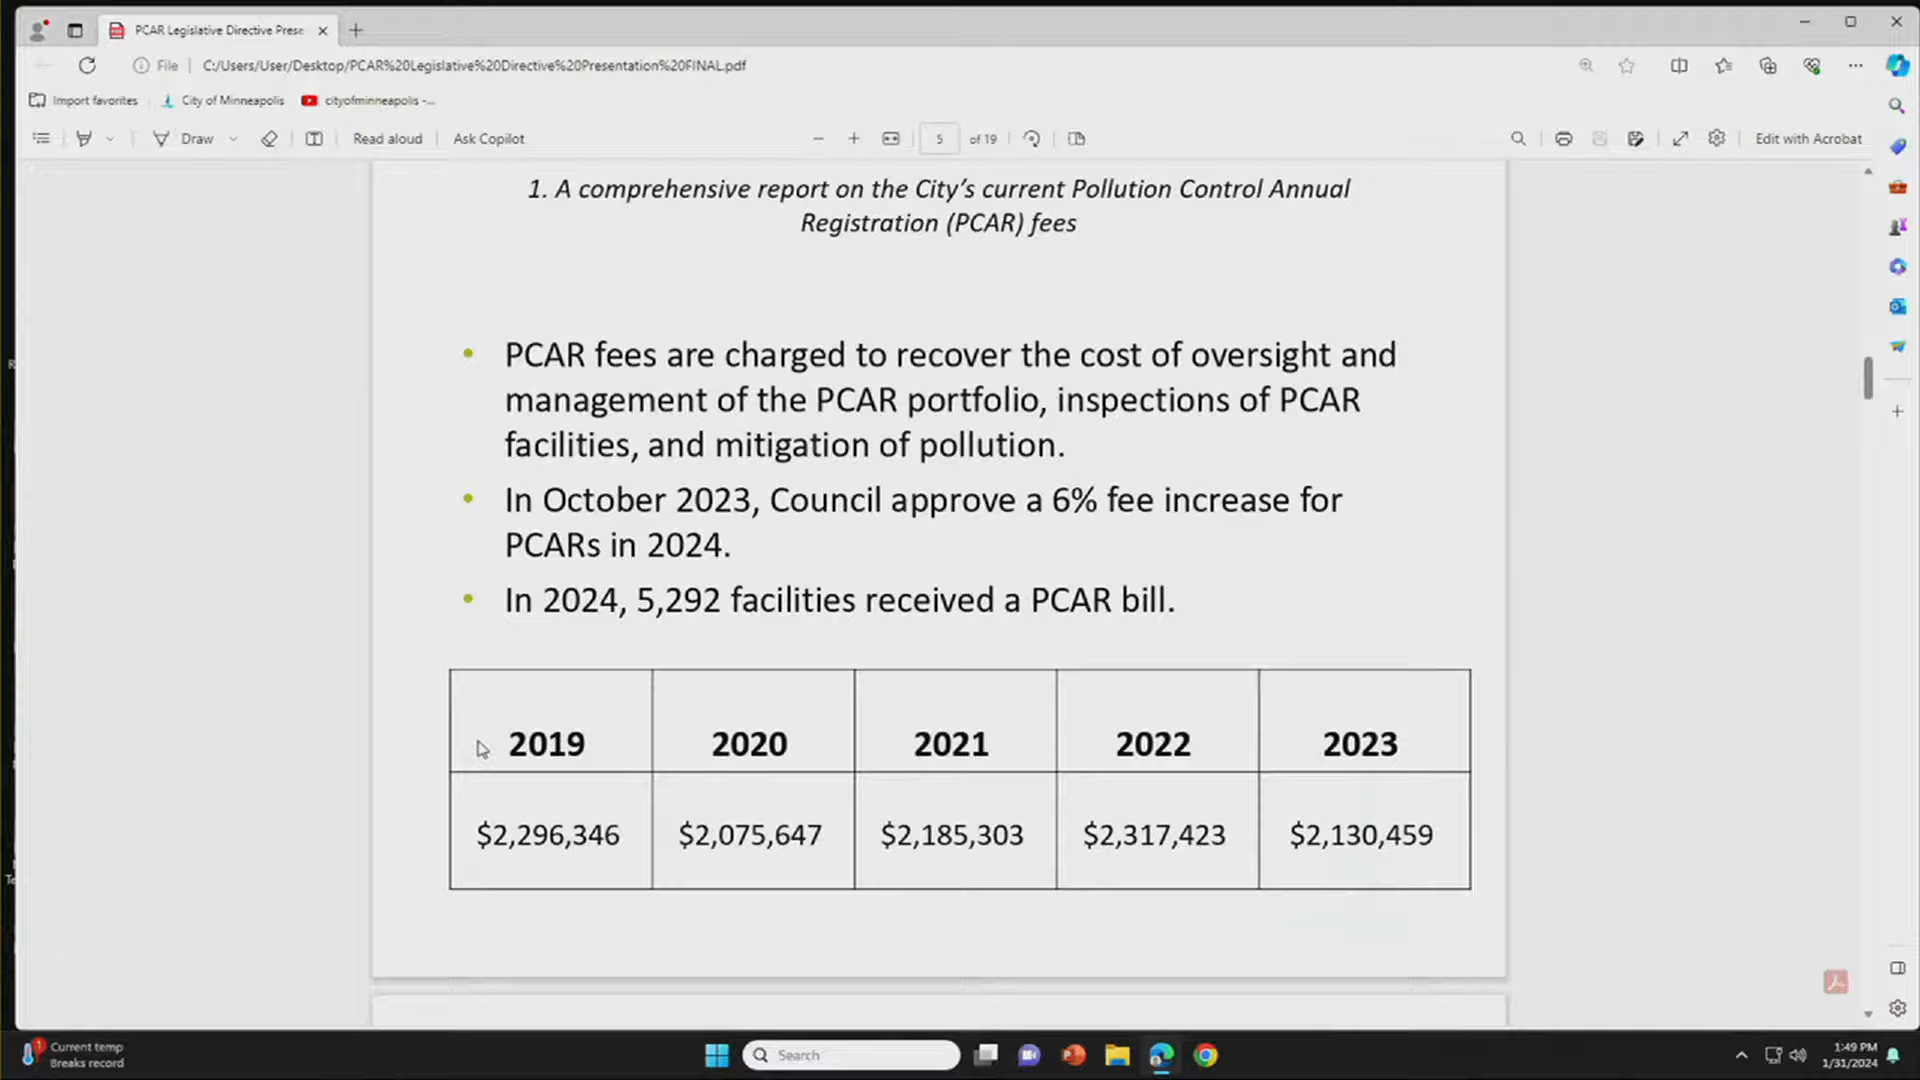 PCAR Legislative Directive Prese
File
C:/Users/User/Desktop/PCAR%20Legislative%20Directive%20Presentation%20FINAL.pdf
Import favorites
City of Minneapolis
cityofminneapolis -...
Draw
Read aloud
Ask Copilot
5
of 19
Edit with Acrobat
1. A comprehensive report on the City's current Pollution Control Annual
Registration (PCAR) fees
• PCAR fees are charged to recover the cost of oversight and
management of the PCAR portfolio, inspections of PCAR
facilities, and mitigation of pollution.
• In October 2023, Council approve a 6% fee increase for
PCARs in 2024.
• In 2024, 5,292 facilities received a PCAR bill.
2019 2020 2021 2022 2023
$2,296,346 $2,075,647 $2,185,303 $2,317,423 $2,130,459
1
Current temp
Breaks record
Search
1:49 PM
1/31/2024